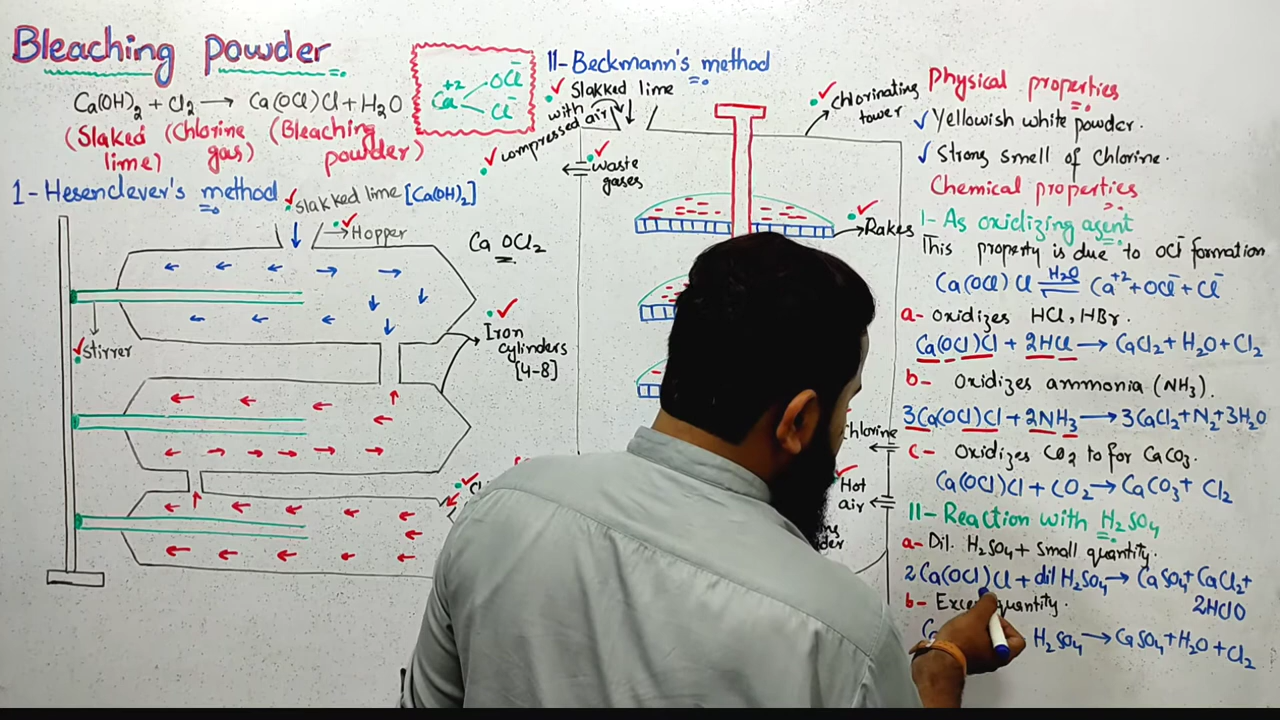 Bleaching Powder
Ca(OH)₂ + Cl₂ → Ca(OCl)Cl + H₂O
(Slaked lime) (Chlorine gas) (Bleaching powder)
+2
Ca
OCl⁻
Cl⁻
I- Hesenclever's method
✓ Slakked lime [Ca(OH)₂]
✓ Hopper
Ca OCl₂
✓ Stirrer
✓ Iron
cylinders
[4-8]
II- Beckmann's method
✓ Slakked lime
with
✓ compressed air
✓ waste
gases
✓ Chlorinating
tower
✓ Rakes
Chlorine
✓ Hot
air
Physical properties
✓ Yellowish white powder.
✓ Strong smell of chlorine.
Chemical properties
I- As oxidizing agent
This property is due to OCl⁻ formation
Ca(OCl)Cl ⇌ Ca⁺² + OCl⁻ + Cl⁻
H₂O
a- Oxidizes HCl, HBr.
Ca(OCl)Cl + 2HCl → CaCl₂ + H₂O + Cl₂
b- Oxidizes ammonia (NH₃).
3Ca(OCl)Cl + 2NH₃ → 3CaCl₂ + N₂ + 3H₂O
c- Oxidizes CO₂ to for CaCO₃.
Ca(OCl)Cl + CO₂ → CaCO₃ + Cl₂
II- Reaction with H₂SO₄
a- Dil. H₂SO₄ + Small quantity.
2Ca(OCl)Cl + dil H₂SO₄ → CaSO₄ + CaCl₂ +
2HClO
b- quantity.
H₂SO₄ → CaSO₄ + H₂O + Cl₂